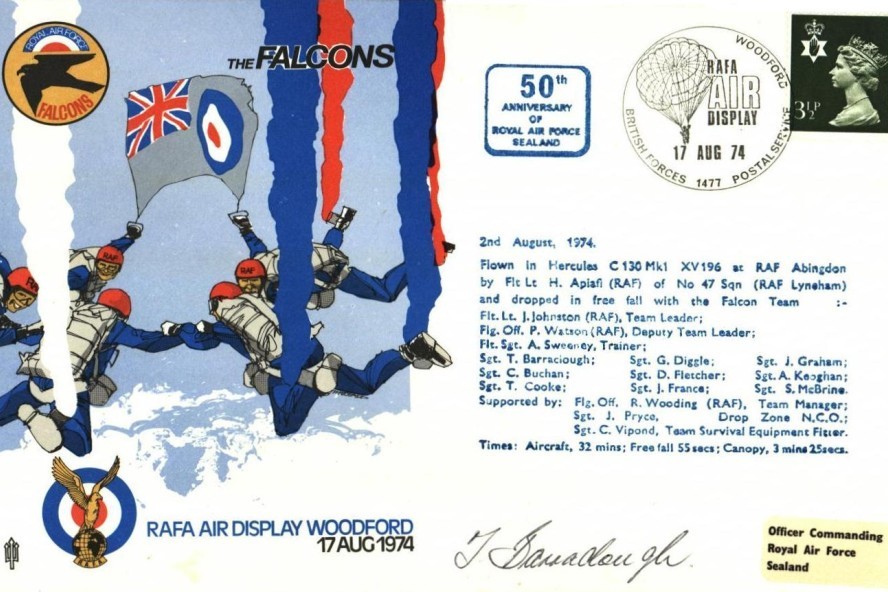 ROYAL AIR FORCE
FALCONS
THE FALCONS
RAF
RAF
RAF
50th
ANNIVERSARY
OF
ROYAL AIR FORCE
SEALAND
WOODFORD
RAFA
AIR
DISPLAY
17 AUG 74
BRITISH FORCES 1477 POSTAL SERVICE
3½P
2nd August, 1974.
Flown in Hercules C130 Mk1 XV196 at RAF Abingdon
by Flt Lt H. Apiafi (RAF) of No 47 Sqn (RAF Lyneham)
and dropped in free fall with the Falcon Team :-
Flt. Lt. J. Johnston (RAF), Team Leader;
Flg. Off. P. Watson (RAF), Deputy Team Leader;
Flt. Sgt. A. Sweeney, Trainer;
Sgt. T. Barraclough; Sgt. G. Diggle; Sgt. J. Graham;
Sgt. C. Buchan; Sgt. D. Fletcher; Sgt. A. Keoghan;
Sgt. T. Cooke; Sgt. J. France; Sgt. S. McBrine.
Supported by: Flg. Off. R. Wooding (RAF), Team Manager;
Sgt. J. Pryce, Drop Zone N.C.O.;
Sgt. C. Vipond, Team Survival Equipment Fitter.
Times: Aircraft, 32 mins; Free fall 55 secs; Canopy, 3 mins 25secs.
RAFA AIR DISPLAY WOODFORD
17 AUG 1974
T Barraclough.
Officer Commanding
Royal Air Force
Sealand